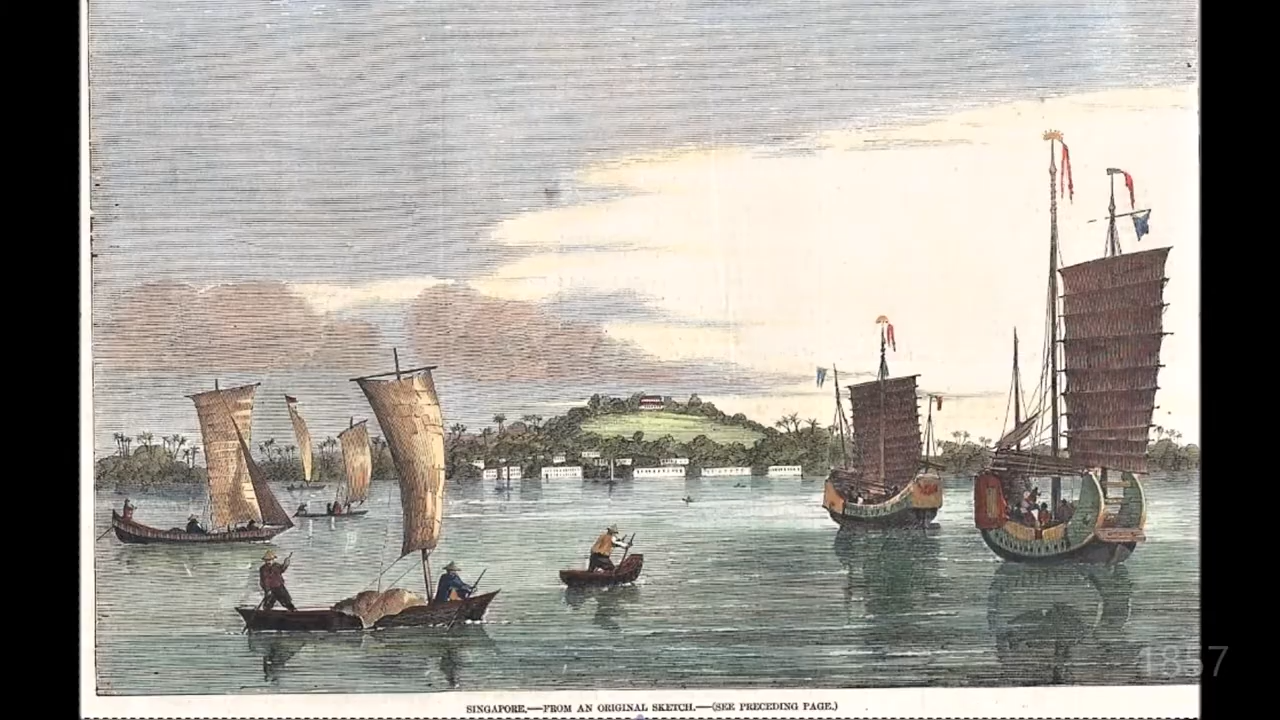 1857
SINGAPORE.—FROM AN ORIGINAL SKETCH.—(SEE PRECEDING PAGE.)